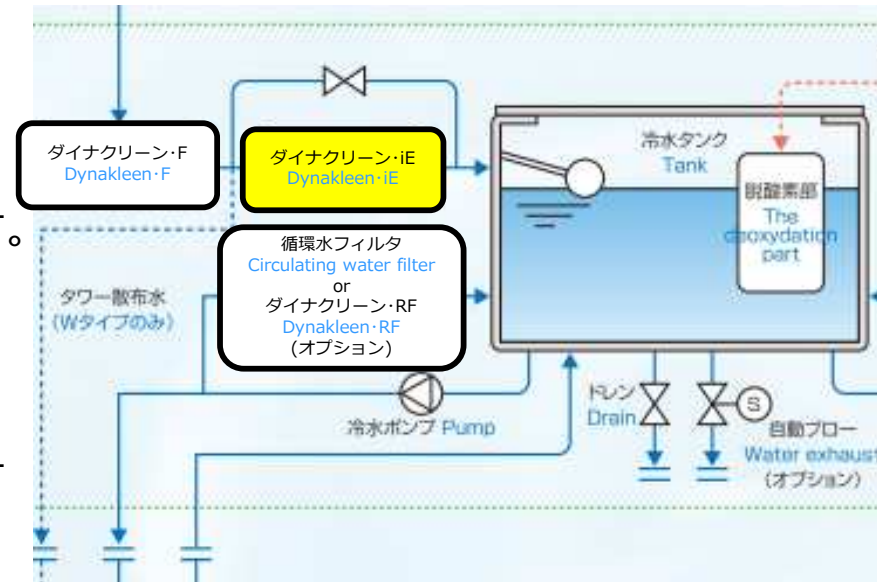 ダイナクリーン・F
Dynakleen・F
ダイナクリーン・iE
Dynakleen・iE
冷水タンク
Tank
脱酸素部
The
deoxydation
part
。
循環水フィルタ
Circulating water filter
or
ダイナクリーン・RF
Dynakleen・RF
(オプション)
タワー散布水
(Wタイプのみ)
冷水ポンプ Pump
ドレン
Drain
S
自動ブロー
Water exhaust
(オプション)